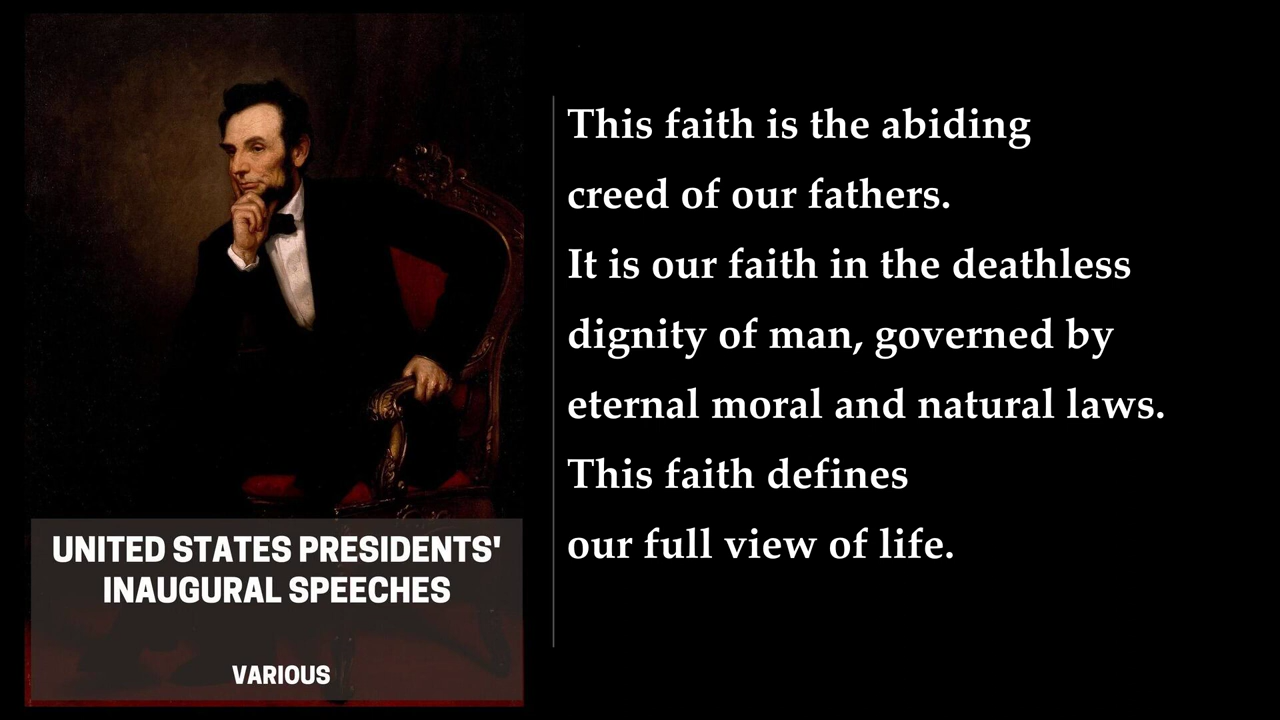 This faith is the abiding
creed of our fathers.
It is our faith in the deathless
dignity of man, governed by
eternal moral and natural laws.
This faith defines
our full view of life.
UNITED STATES PRESIDENTS'
INAUGURAL SPEECHES
VARIOUS